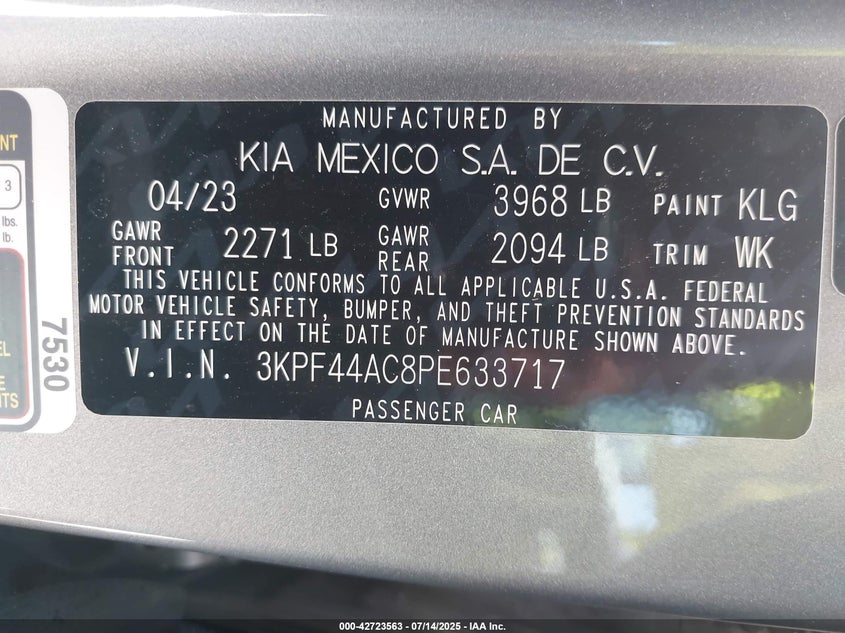 MANUFACTURED BY
KIA MEXICO S.A. DE C.V.
04/23 GVWR 3968 LB PAINT KLG
GAWR FRONT 2271 LB GAWR REAR 2094 LB TRIM WK
THIS VEHICLE CONFORMS TO ALL APPLICABLE U.S.A. FEDERAL
MOTOR VEHICLE SAFETY, BUMPER, AND THEFT PREVENTION STANDARDS
IN EFFECT ON THE DATE OF MANUFACTURE SHOWN ABOVE.
V.I.N. 3KPF44AC8PE633717
PASSENGER CAR
3
lbs.
lb.
7530
000-42723563 - 07/14/2025 - IAA Inc.